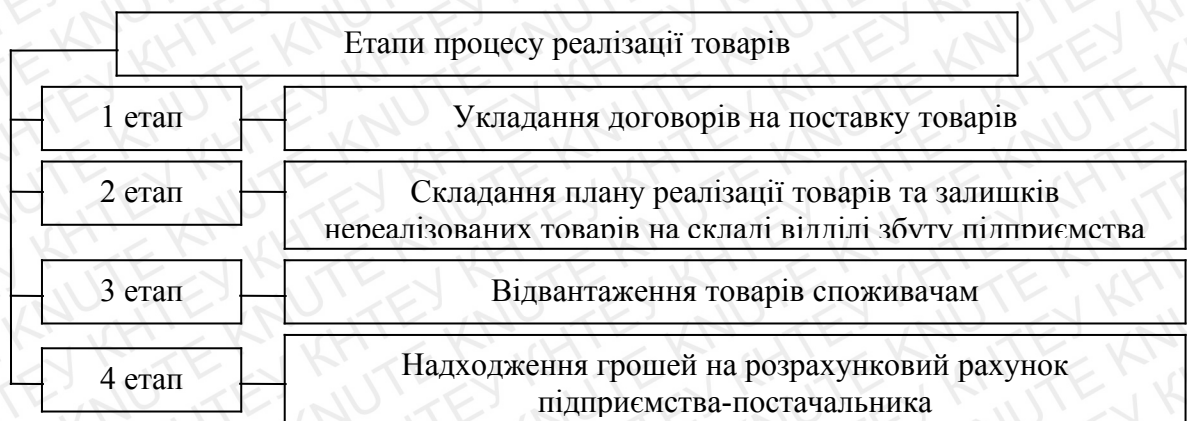 Етапи процесу реалізації товарів
1 етап
Укладання договорів на поставку товарів
2 етап
Складання плану реалізації товарів та залишків
нереалізованих товарів на складі відділі збуту підприємства
3 етап
Відвантаження товарів споживачам
4 етап
Надходження грошей на розрахунковий рахунок
підприємства-постачальника